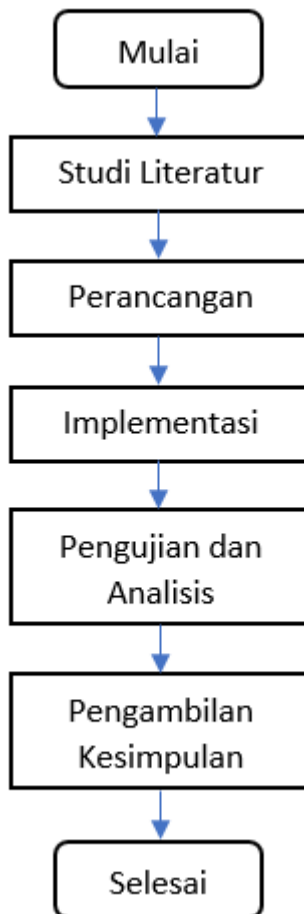 Mulai
Studi Literatur
Perancangan
Implementasi
Pengujian dan
Analisis
Pengambilan
Kesimpulan
Selesai